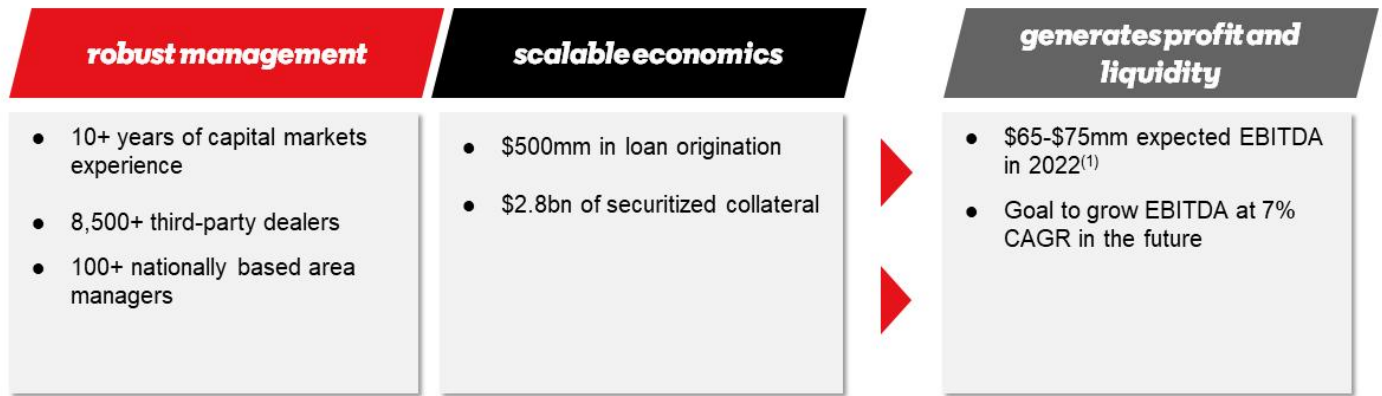 robust management
10+ years of capital markets
experience
8,500+ third-party dealers
100+ nationally based area
managers
scalable economics
$500mm in loan origination
$2.8bn of securitized collateral
generates profit and
liquidity
$65-$75mm expected EBITDA
in 2022(1)
Goal to grow EBITDA at 7%
CAGR in the future